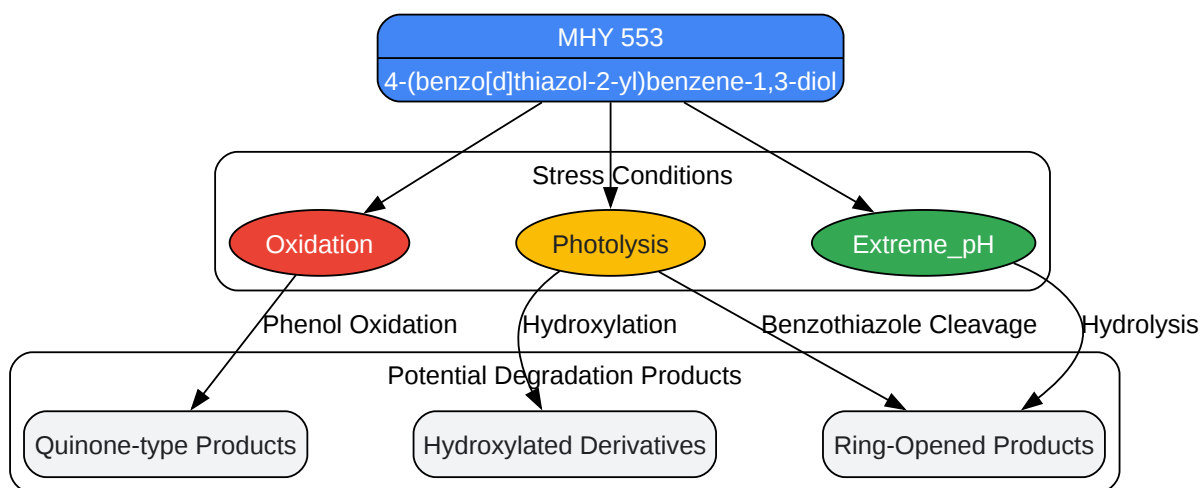 MHY 553
4-(benzo[d]thiazol-2-yl)benzene-1,3-diol
Stress Conditions
Oxidation
Photolysis
Extreme_pH
Phenol Oxidation
Hydroxylation
Benzothiazole Cleavage
Hydrolysis
Potential Degradation Products
Quinone-type Products
Hydroxylated Derivatives
Ring-Opened Products